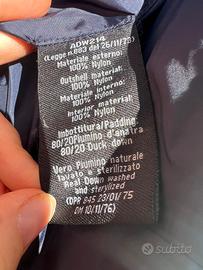 ADW214
(Legge n.883 del 26/11/73)
Materiale esterno:
100% Nylon
Outshell material:
100% Nylon
Materiale interno:
100% Nylon
Interior material:
100% Nylon
Imbottitura/Padding:
80/20 Piumino d'anatra
80/20 Duck-down
Vero Piumino naturale
lavato e sterilizzato
Real Down washed
and sterylized
(DPR 845 23/01/75
DM 10/11/76)
subito